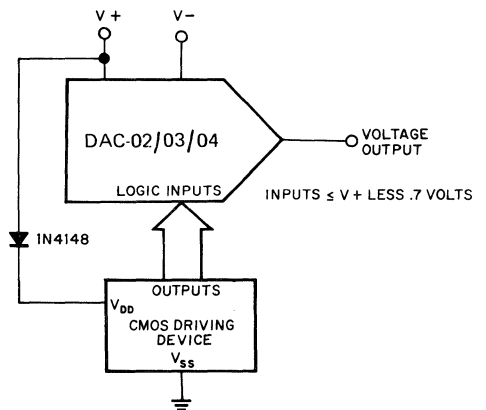 V+
V-
DAC-02/03/04
VOLTAGE
OUTPUT
LOGIC INPUTS
INPUTS ≤ V + LESS .7 VOLTS
1N4148
OUTPUTS
VDD
CMOS DRIVING
DEVICE
VSS